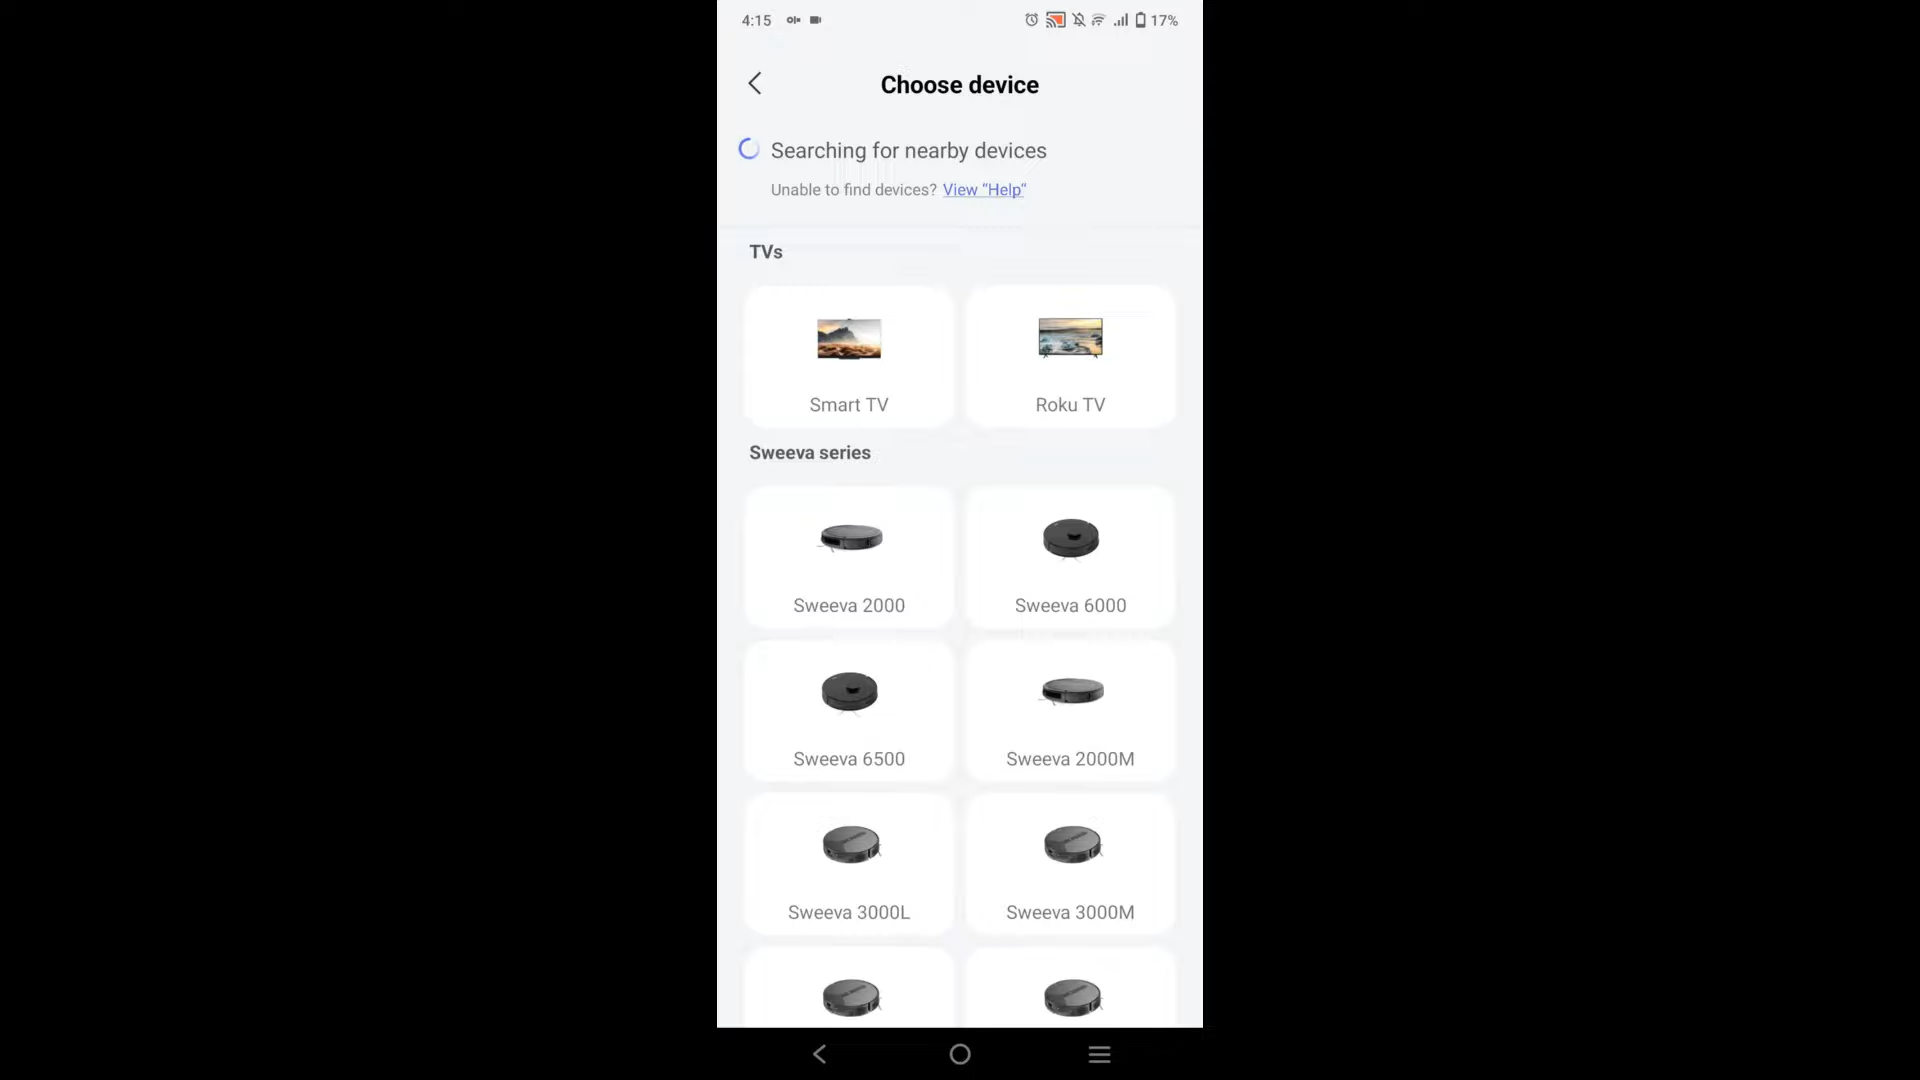 4:15
17%
Choose device
Searching for nearby devices
Unable to find devices? View “Help“
TVs
Smart TV
Roku TV
Sweeva series
Sweeva 2000
Sweeva 6000
Sweeva 6500
Sweeva 2000M
Sweeva 3000L
Sweeva 3000M